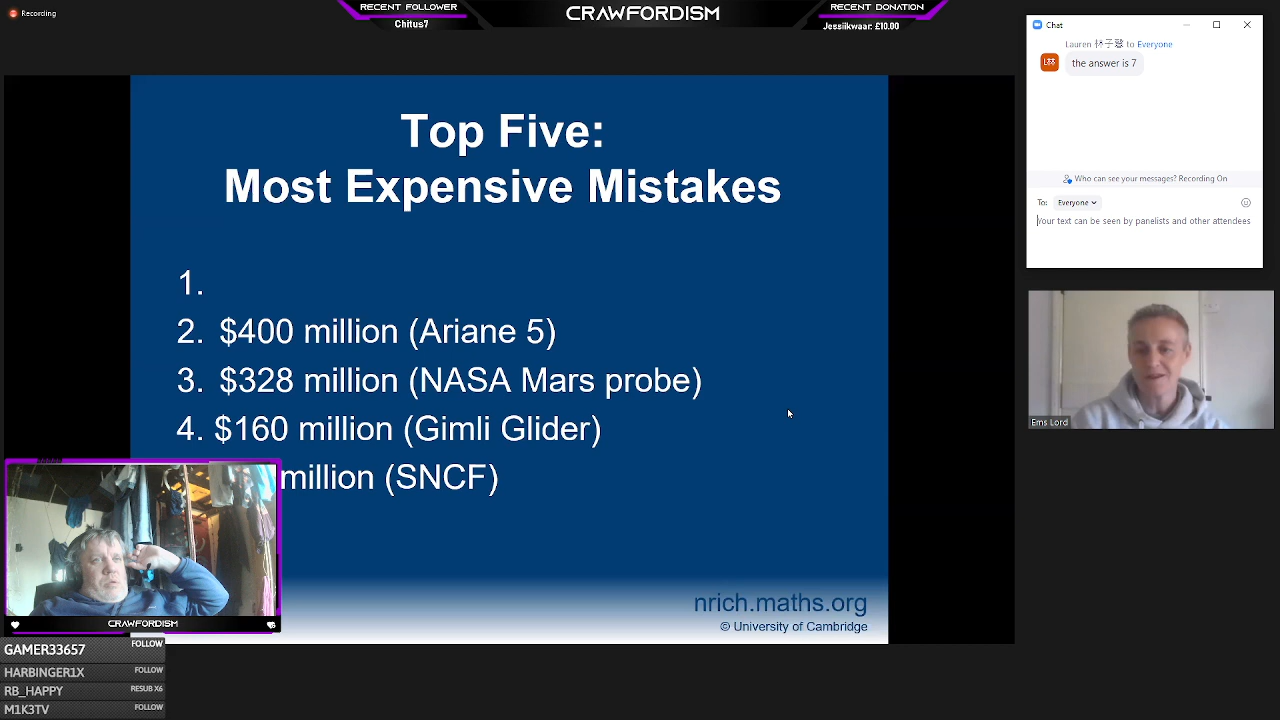 Recording
RECENT FOLLOWER
Chitus7
CRAWFORDISM
RECENT DONATION
Jessiikwaar: £10.00
Chat
Lauren to Everyone
the answer is 7
Who can see your messages? Recording On
To: Everyone
Your text can be seen by panelists and other attendees
Top Five:
Most Expensive Mistakes
1.
2. $400 million (Ariane 5)
3. $328 million (NASA Mars probe)
4. $160 million (Gimli Glider)
million (SNCF)
nrich.maths.org
© University of Cambridge
Ems Lord
CRAWFORDISM
GAMER33657 FOLLOW
HARBINGER1X FOLLOW
RB_HAPPY RESUB X6
M1K3TV FOLLOW